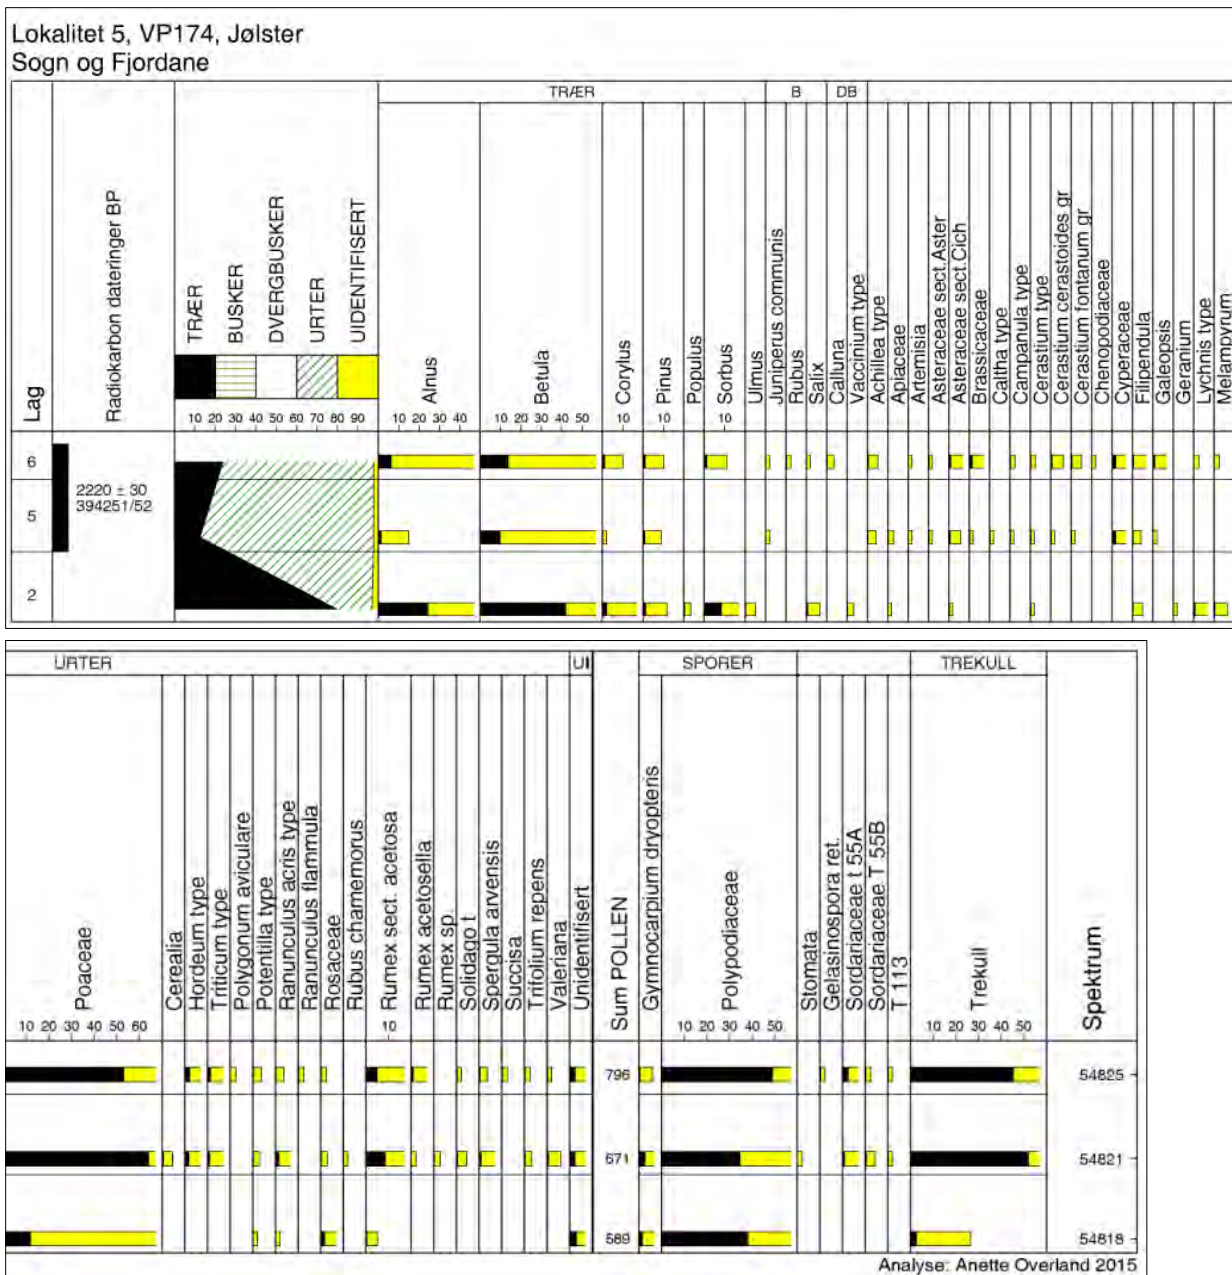 Lokalitet 5, VP174, Jølster
Sogn og Fjordane
TRÆR
B
DB
Lag
Radiokarbon dateringer BP
TRÆR
BUSKER
DVERGBUSKER
URTER
UIDENTIFISERT
Alnus
Betula
Corylus
Pinus
Populus
Sorbus
Ulmus
Juniperus communis
Rubus
Salix
Calluna
Vaccinium type
Achillea type
Apiaceae
Artemisia
Asteraceae sect.Aster
Asteraceae sect.Cich
Brassicaceae
Caltha type
Campanula type
Cerastium type
Cerastium cerastoides gr
Cerastium fontanum gr
Chenopodiaceae
Cyperaceae
Filipendula
Galeopsis
Geranium
Lychnis type
Melampyrum
10 20 30 40 50 60 70 80 90
10 20 30 40
10 20 30 40 50
10
10
10
6
2220 ± 30
394251/52
5
2
URTER
UI
SPORER
TREKULL
Poaceae
Cerealia
Hordeum type
Triticum type
Polygonum aviculare
Potentilla type
Ranunculus acris type
Ranunculus flammula
Rosaceae
Rubus chamemorus
Rumex sect. acetosa
Rumex acetosella
Rumex sp.
Solidago t
Spergula arvensis
Succisa
Trifolium repens
Valeriana
Unidentifisert
Sum POLLEN
Gymnocarpium dryopteris
Polypodiaceae
Stomata
Gelasinospora ret.
Sordariaceae t 55A
Sordariaceae T 55B
T 113
Trekull
Spektrum
10 20 30 40 50 60
10
10 20 30 40 50
10 20 30 40 50
796
54825
671
54821
589
54818
Analyse: Anette Overland 2015